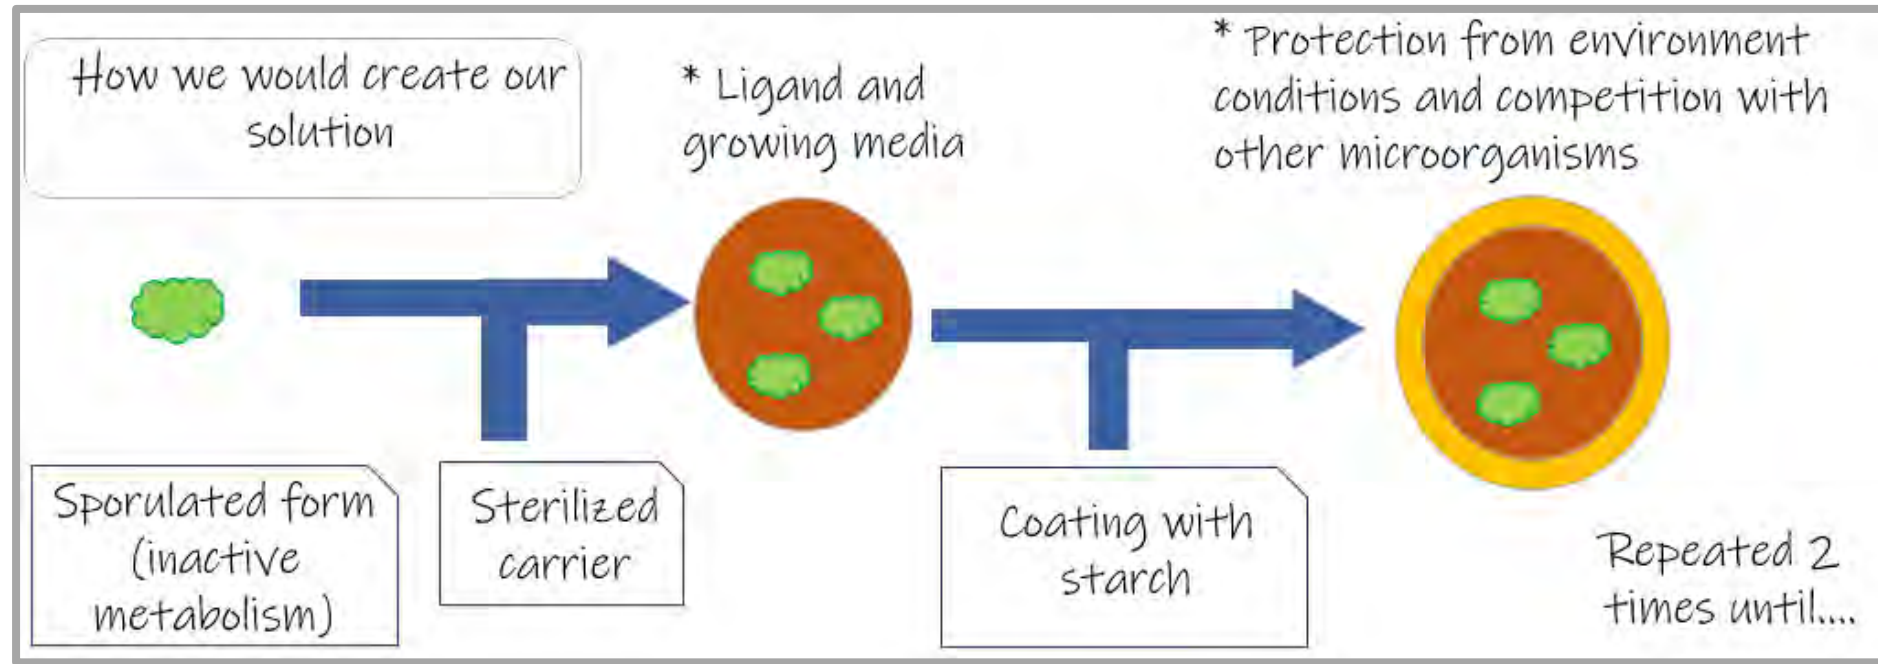 How we would create our
solution
* Ligand and
growing media
* Protection from environment
conditions and competition with
other microorganisms
Sporulated form
(inactive
metabolism)
Sterilized
carrier
Coating with
starch
Repeated 2
times until....